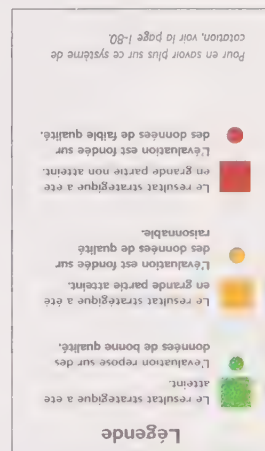 Légende
Le résultat stratégique a été
atteint.
L'évaluation repose sur des
données de bonne qualité.
Le résultat stratégique a été
en grande partie atteint.
L'évaluation est fondée sur
des données de qualité
raisonnable.
Le résultat stratégique a été
en grande partie non atteint.
L'évaluation est fondée sur
des données de faible qualité.
Pour en savoir plus sur ce système de
cotation, voir la page 1-80.